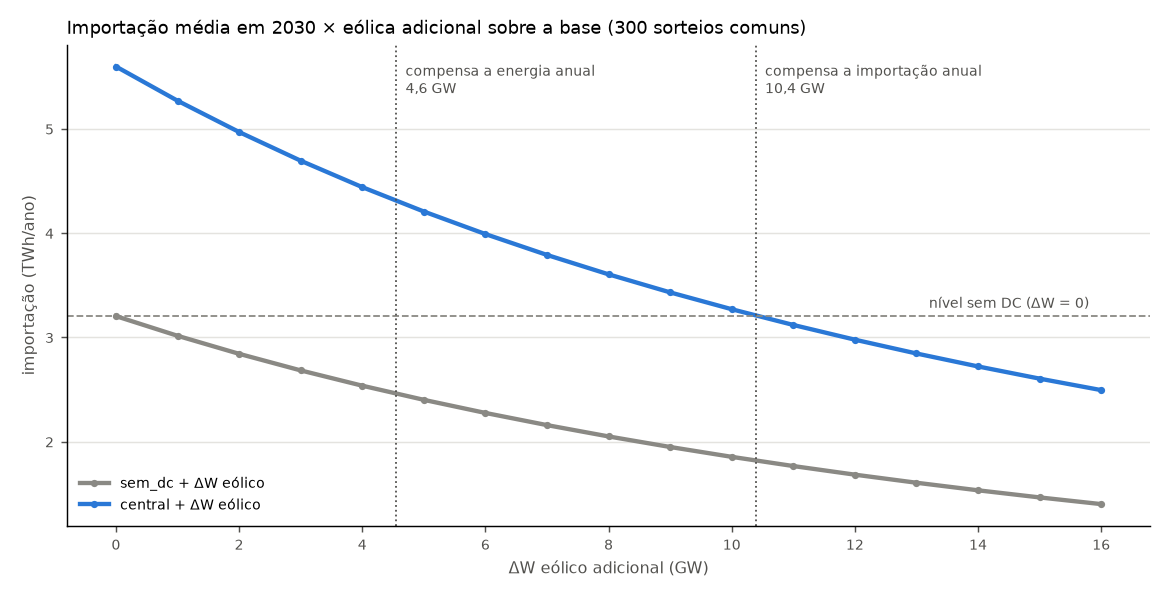 Importação média em 2030 × eólica adicional sobre a base (300 sorteios comuns)
compensa a energia anual
4,6 GW
compensa a importação anual
10,4 GW
nível sem DC (ΔW = 0)
importação (TWh/ano)
5
4
3
2
sem_dc + ΔW eólico
central + ΔW eólico
0
2
4
6
8
10
12
14
16
ΔW eólico adicional (GW)